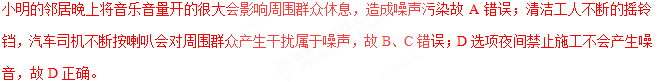 小明的邻居晚上将音乐音量开的很大会影响周围群众休息，造成噪声污染故 A 错误；清洁工人不断的摇铃
铛，汽车司机不断按喇叭会对周围群众产生干扰属于噪声，故 B、C 错误；D 选项夜间禁止施工不会产生噪
音，故 D 正确。